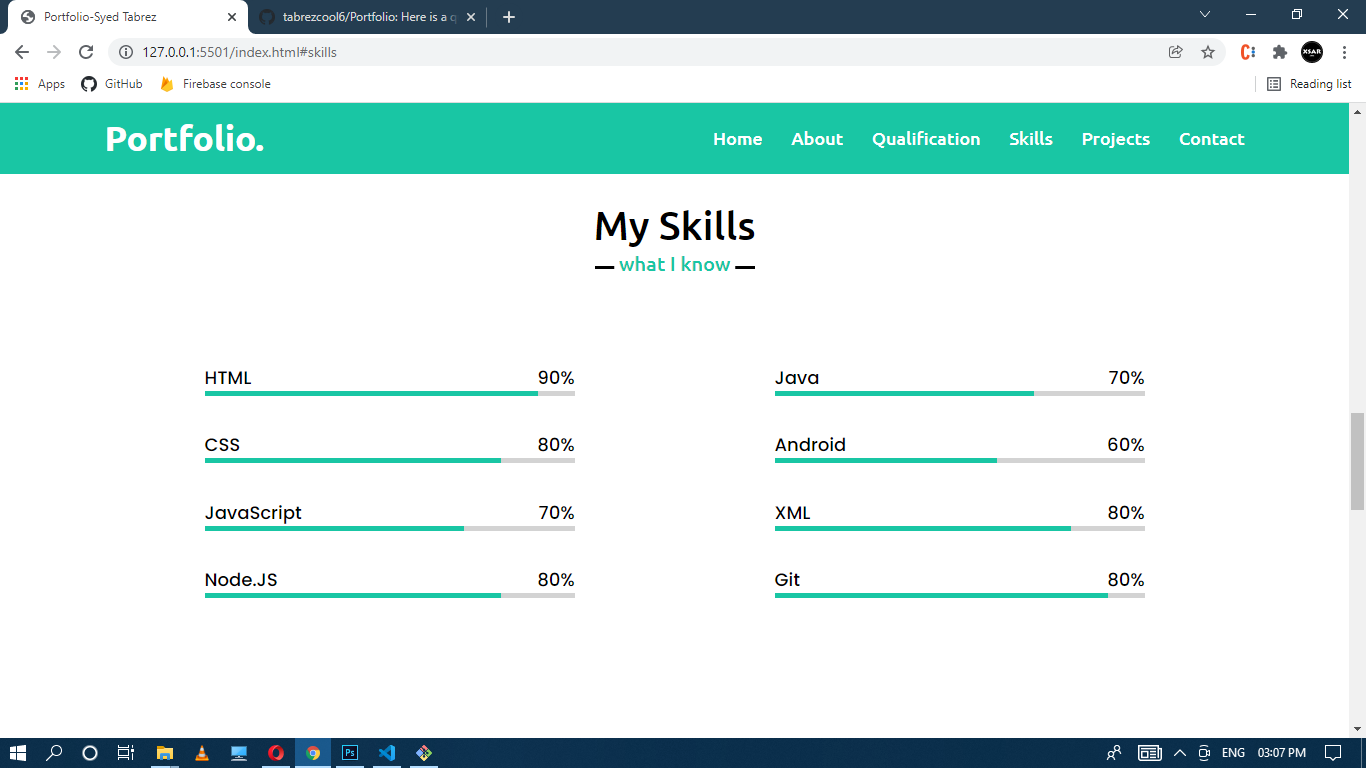 Portfolio-Syed Tabrez
tabrezcool6/Portfolio: Here is a q
127.0.0.1:5501/index.html#skills
XSAR
Apps GitHub Firebase console Reading list
Portfolio. Home About Qualification Skills Projects Contact
My Skills
what I know
HTML 90%
Java 70%
CSS 80%
Android 60%
JavaScript 70%
XML 80%
Node.JS 80%
Git 80%
Ps
ENG 03:07 PM